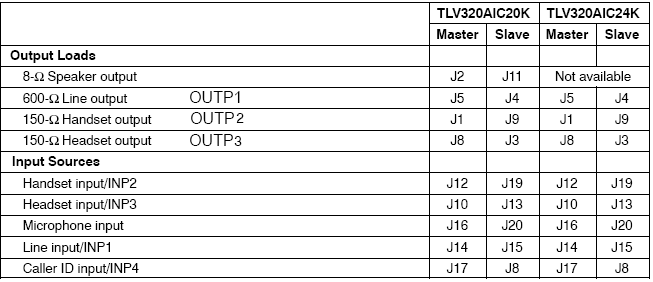 TLV320AIC20K TLV320AIC24K
Master Slave Master Slave
Output Loads
8-Ω Speaker output J2 J11 Not available
600-Ω Line output OUTP1 J5 J4 J5 J4
150-Ω Handset output OUTP2 J1 J9 J1 J9
150-Ω Headset output OUTP3 J8 J3 J8 J3
Input Sources
Handset input/INP2 J12 J19 J12 J19
Headset input/INP3 J10 J13 J10 J13
Microphone input J16 J20 J16 J20
Line input/INP1 J14 J15 J14 J15
Caller ID input/INP4 J17 J8 J17 J8